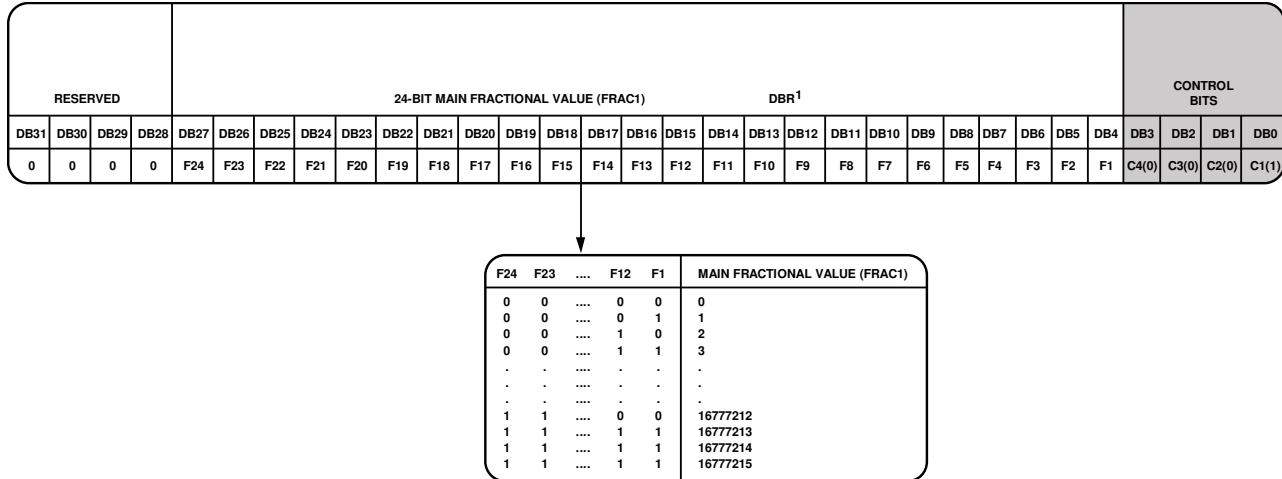 RESERVED 24-BIT MAIN FRACTIONAL VALUE (FRAC1) DBR1 CONTROL
BITS
DB31 DB30 DB29 DB28 DB27 DB26 DB25 DB24 DB23 DB22 DB21 DB20 DB19 DB18 DB17 DB16 DB15 DB14 DB13 DB12 DB11 DB10 DB9 DB8 DB7 DB6 DB5 DB4 DB3 DB2 DB1 DB0
0 0 0 0 F24 F23 F22 F21 F20 F19 F18 F17 F16 F15 F14 F13 F12 F11 F10 F9 F8 F7 F6 F5 F4 F3 F2 F1 C4(0) C3(0) C2(0) C1(1)
F24 F23 .... F12 F1 MAIN FRACTIONAL VALUE (FRAC1)
0 0 .... 0 0 0
0 0 .... 0 1 1
0 0 .... 1 0 2
0 0 .... 1 1 3
. . .... . . .
. . .... . . .
. . .... . . .
1 1 .... 0 0 16777212
1 1 .... 1 1 16777213
1 1 .... 1 1 16777214
1 1 .... 1 1 16777215